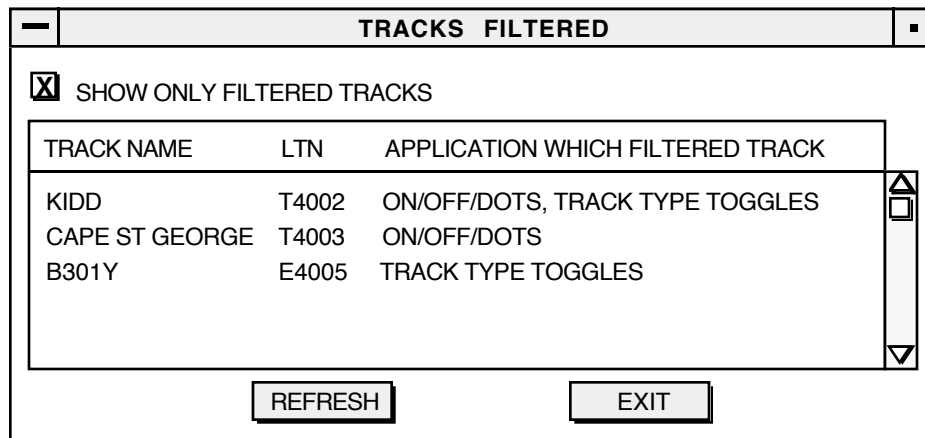 TRACKS FILTERED
X SHOW ONLY FILTERED TRACKS
TRACK NAME LTN APPLICATION WHICH FILTERED TRACK
KIDD T4002 ON/OFF/DOTS, TRACK TYPE TOGGLES
CAPE ST GEORGE T4003 ON/OFF/DOTS
B301Y E4005 TRACK TYPE TOGGLES
REFRESH EXIT